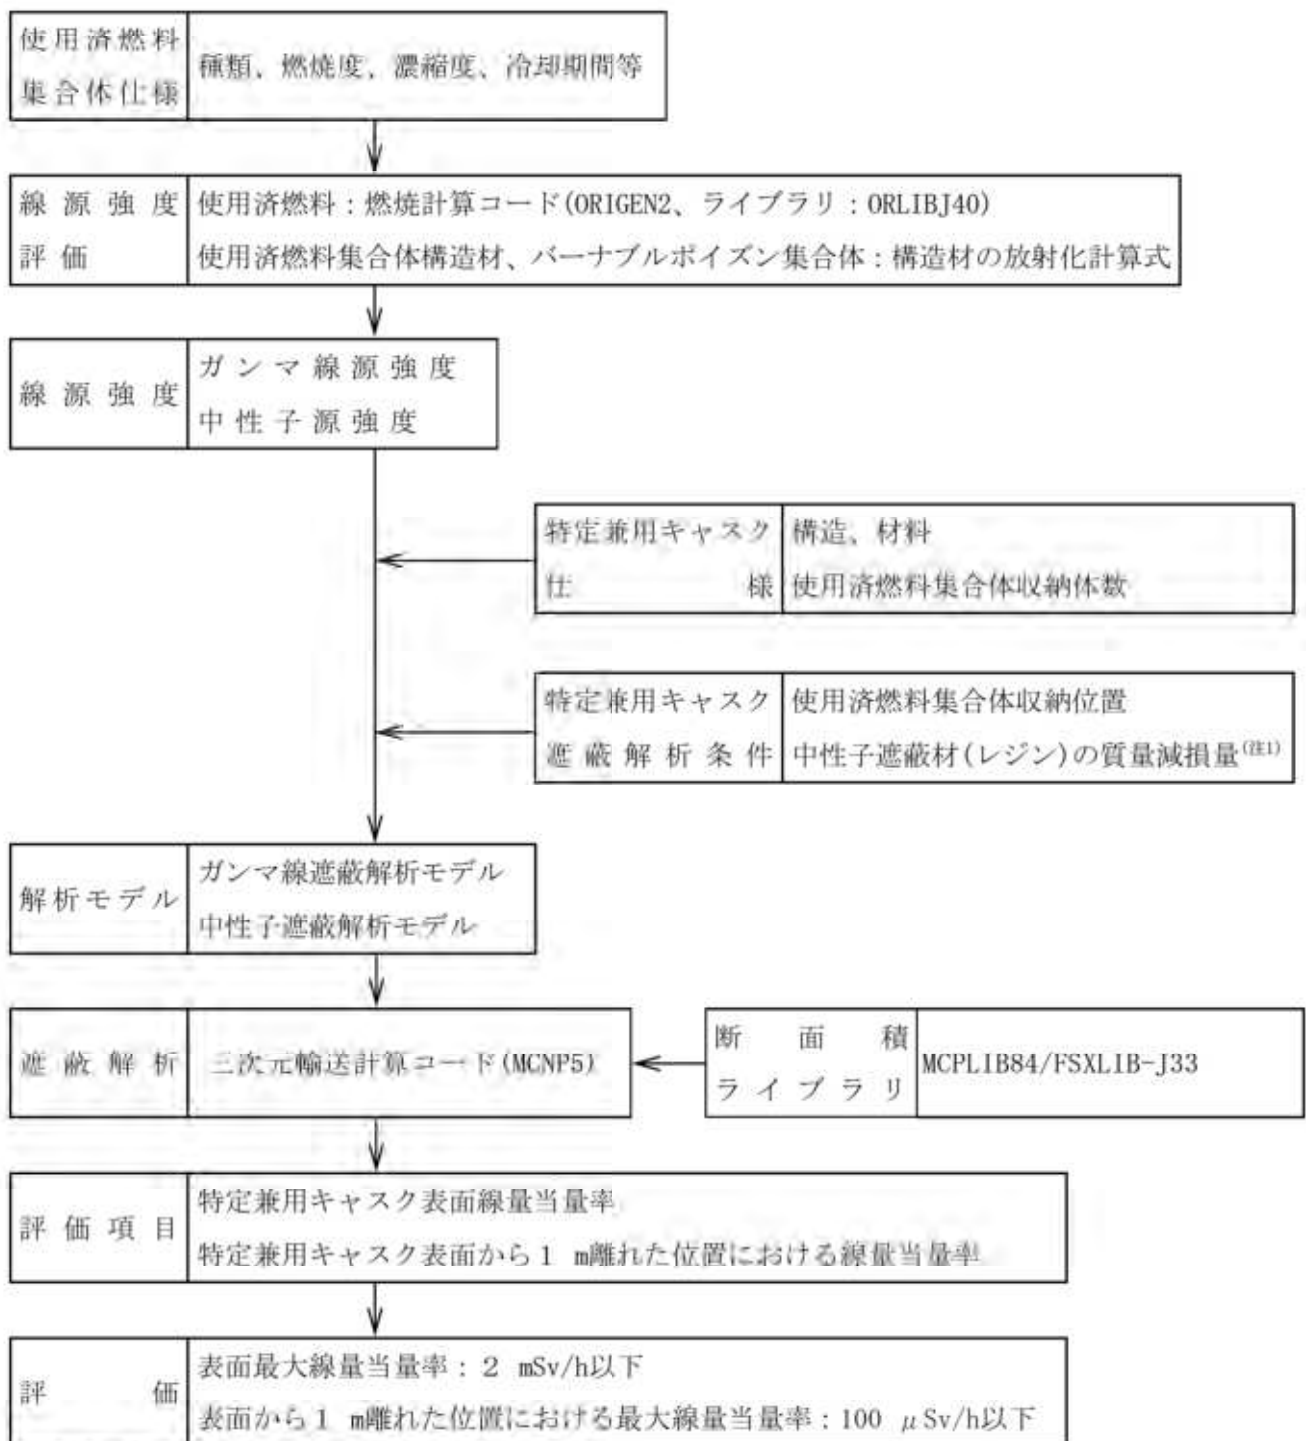 使用済燃料
集合体仕様
種類、燃焼度、濃縮度、冷却期間等
線源強度
評価
使用済燃料:燃焼計算コード(ORIGEN2、ライブラリ:ORLIBJ40)
使用済燃料集合体構造材、バーナブルポイズン集合体:構造材の放射化計算式
線源強度
ガンマ線源強度
中性子源強度
特定兼用キャスク
仕様
構造、材料
使用済燃料集合体収納体数
特定兼用キャスク
遮蔽解析条件
使用済燃料集合体収納位置
中性子遮蔽材(レジン)の質量減損量(注1)
解析モデル
ガンマ線遮蔽解析モデル
中性子遮蔽解析モデル
遮蔽解析
三次元輸送計算コード(MCNP5)
断面積
ライブラリ
MCPLIB84/FSXLIB-J33
評価項目
特定兼用キャスク表面線量当量率
特定兼用キャスク表面から1 m離れた位置における線量当量率
評価
表面最大線量当量率:2 mSv/h以下
表面から1 m離れた位置における最大線量当量率:100 μSv/h以下